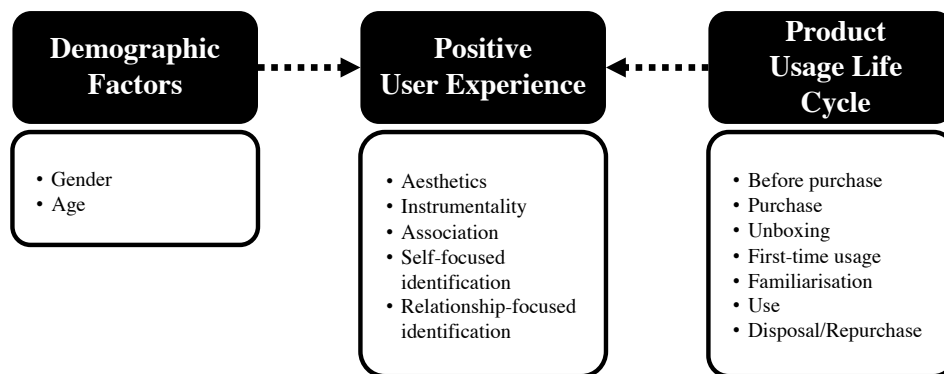 Demographic
Factors
Positive
User Experience
Product
Usage Life
Cycle
• Gender
• Age
• Aesthetics
• Instrumentality
• Association
• Self-focused
identification
• Relationship-focused
identification
• Before purchase
• Purchase
• Unboxing
• First-time usage
• Familiarisation
• Use
• Disposal/Repurchase